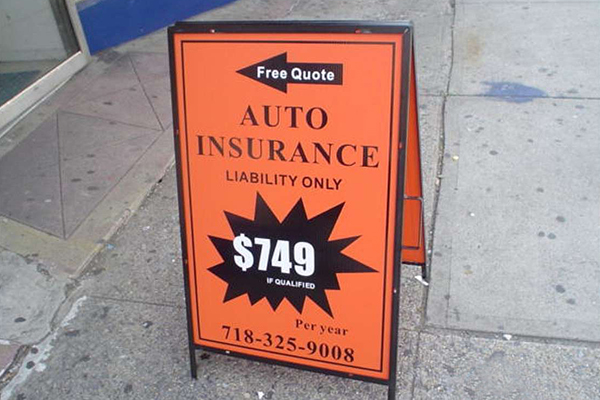 Free Quote
AUTO
INSURANCE
LIABILITY ONLY
$749
IF QUALIFIED
Per year
718-325-9008